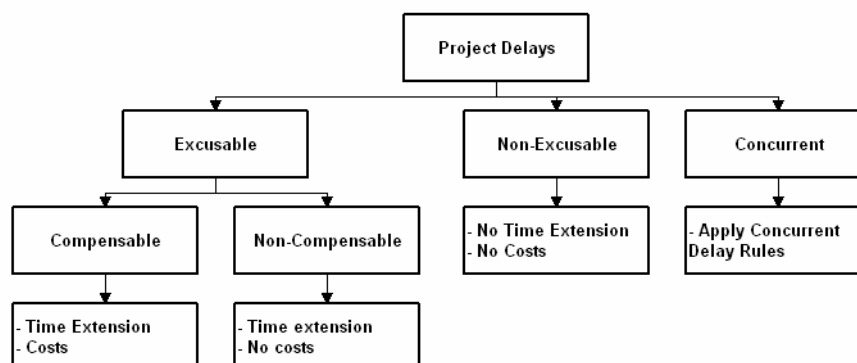 Project Delays
Excusable
Non-Excusable
Concurrent
Compensable
Non-Compensable
- No Time Extension
- No Costs
- Apply Concurrent
Delay Rules
- Time Extension
- Costs
- Time extension
- No costs